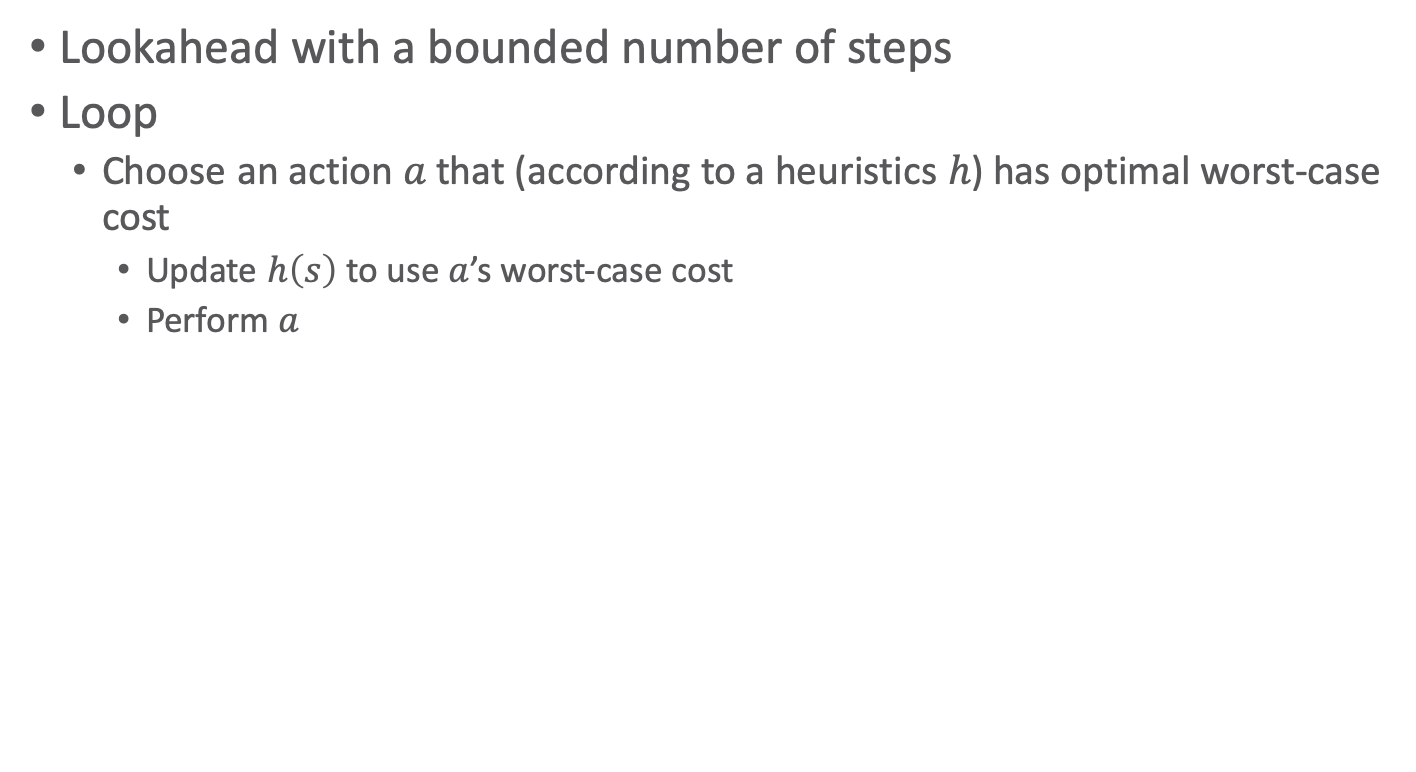 • Lookahead with a bounded number of steps
• Loop
• Choose an action 𝑎 that (according to a heuristics ℎ) has optimal worst-case
cost
• Update ℎ(𝑠) to use 𝑎’s worst-case cost
• Perform 𝑎